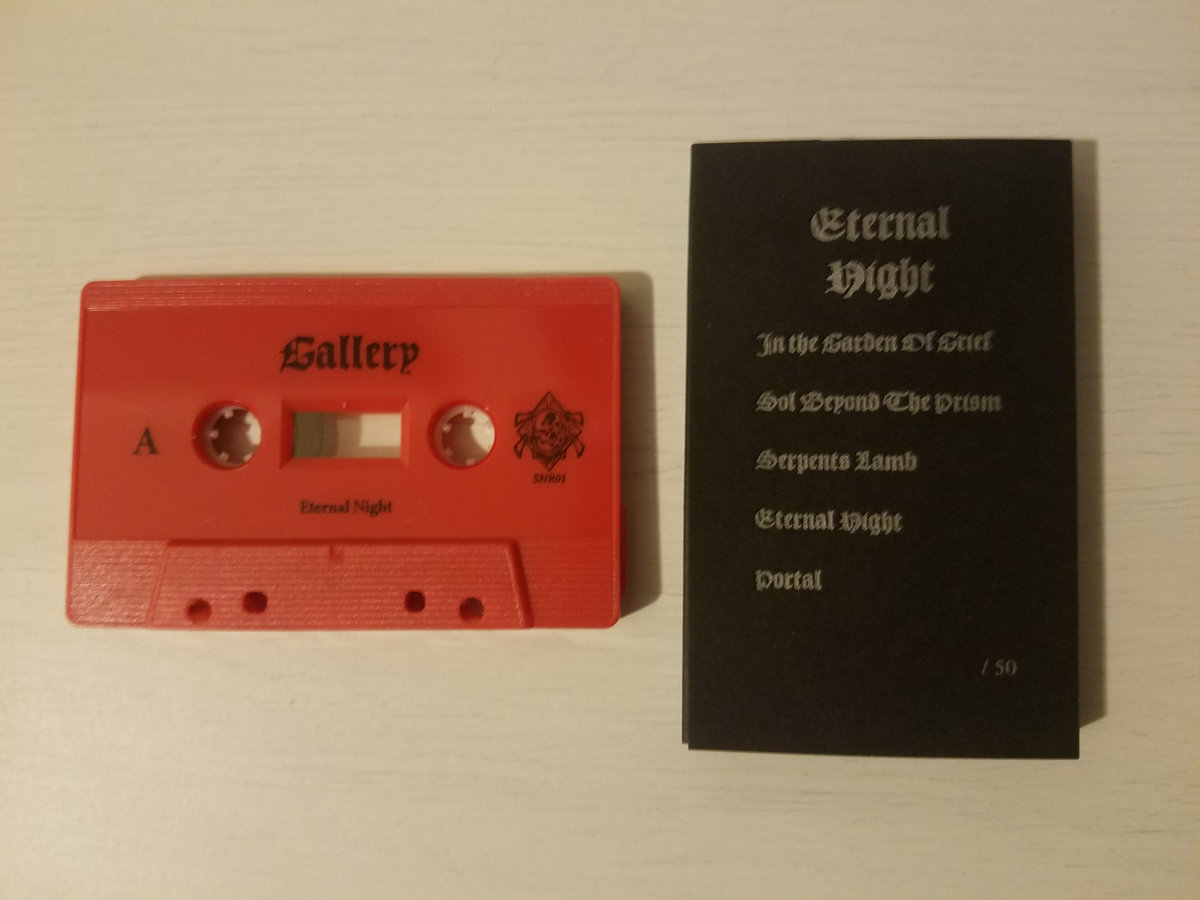 Gallery
A
SNR01
Eternal Night
Eternal
Night
In the Garden Of Grief
Sol Beyond The Prism
Serpents Lamb
Eternal Night
Portal
/ 50